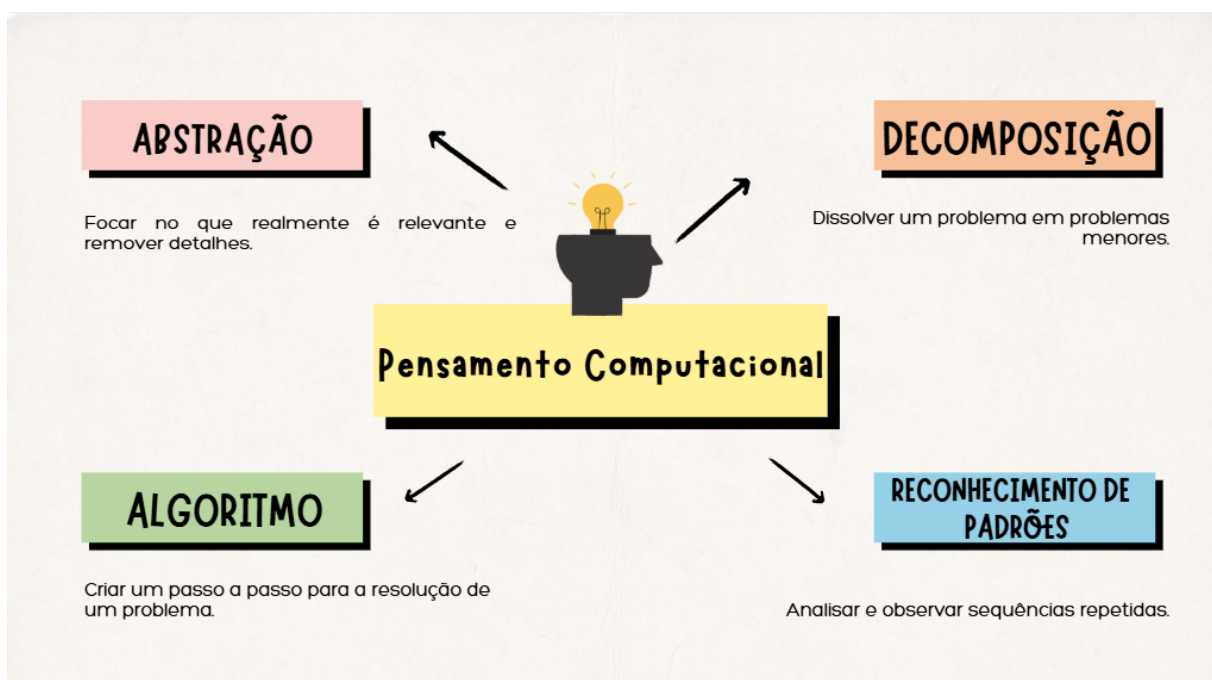 ABSTRAÇÃO
Focar no que realmente é relevante e
remover detalhes.
DECOMPOSIÇÃO
Dissolver um problema em problemas
menores.
Pensamento Computacional
ALGORITMO
Criar um passo a passo para a resolução de
um problema.
RECONHECIMENTO DE
PADRÕES
Analisar e observar sequências repetidas.